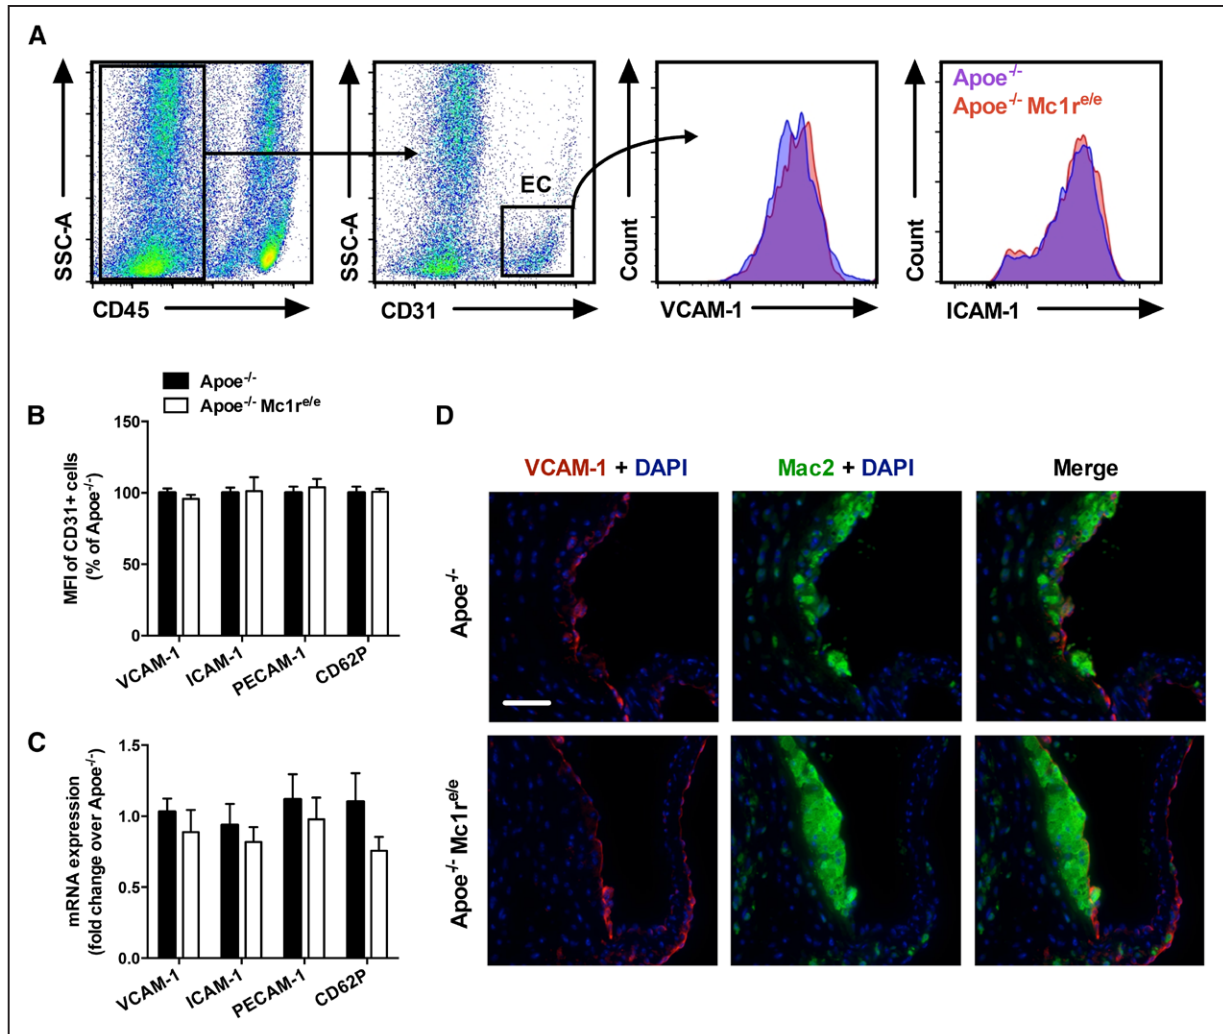 A
SSC-A
CD45
SSC-A
EC
CD31
Count
VCAM-1
Count
Apoe-/-
Apoe-/- Mc1re/e
ICAM-1
B
Apoe-/-
Apoe-/- Mc1re/e
MFI of CD31+ cells
(% of Apoe-/-)
150
100
50
0
VCAM-1
ICAM-1
PECAM-1
CD62P
C
mRNA expression
(fold change over Apoe-/-)
1.5
1.0
0.5
0.0
VCAM-1
ICAM-1
PECAM-1
CD62P
D
VCAM-1 + DAPI
Mac2 + DAPI
Merge
Apoe-/-
Apoe-/- Mc1re/e